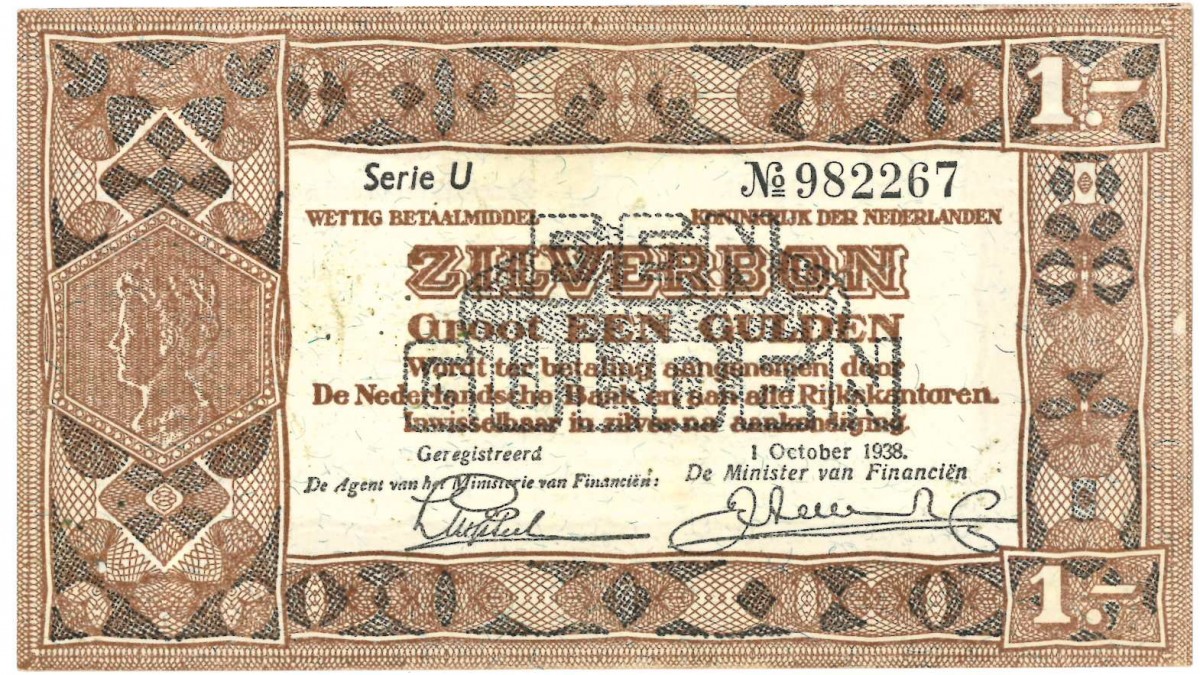 1.-
Serie U № 982267
WETTIG BETAALMIDDEL KONINKRIJK DER NEDERLANDEN
ZILVERBON
Groot EEN GULDEN
EEN
GULDEN
Wordt ter betaling aangenomen door
De Nederlandsche Bank en aan alle Rijkskantoren.
Inwisselbaar in zilver na aankondiging.
Geregistreerd 1 October 1938.
De Agent van het Ministerie van Financiën: De Minister van Financiën
1.-